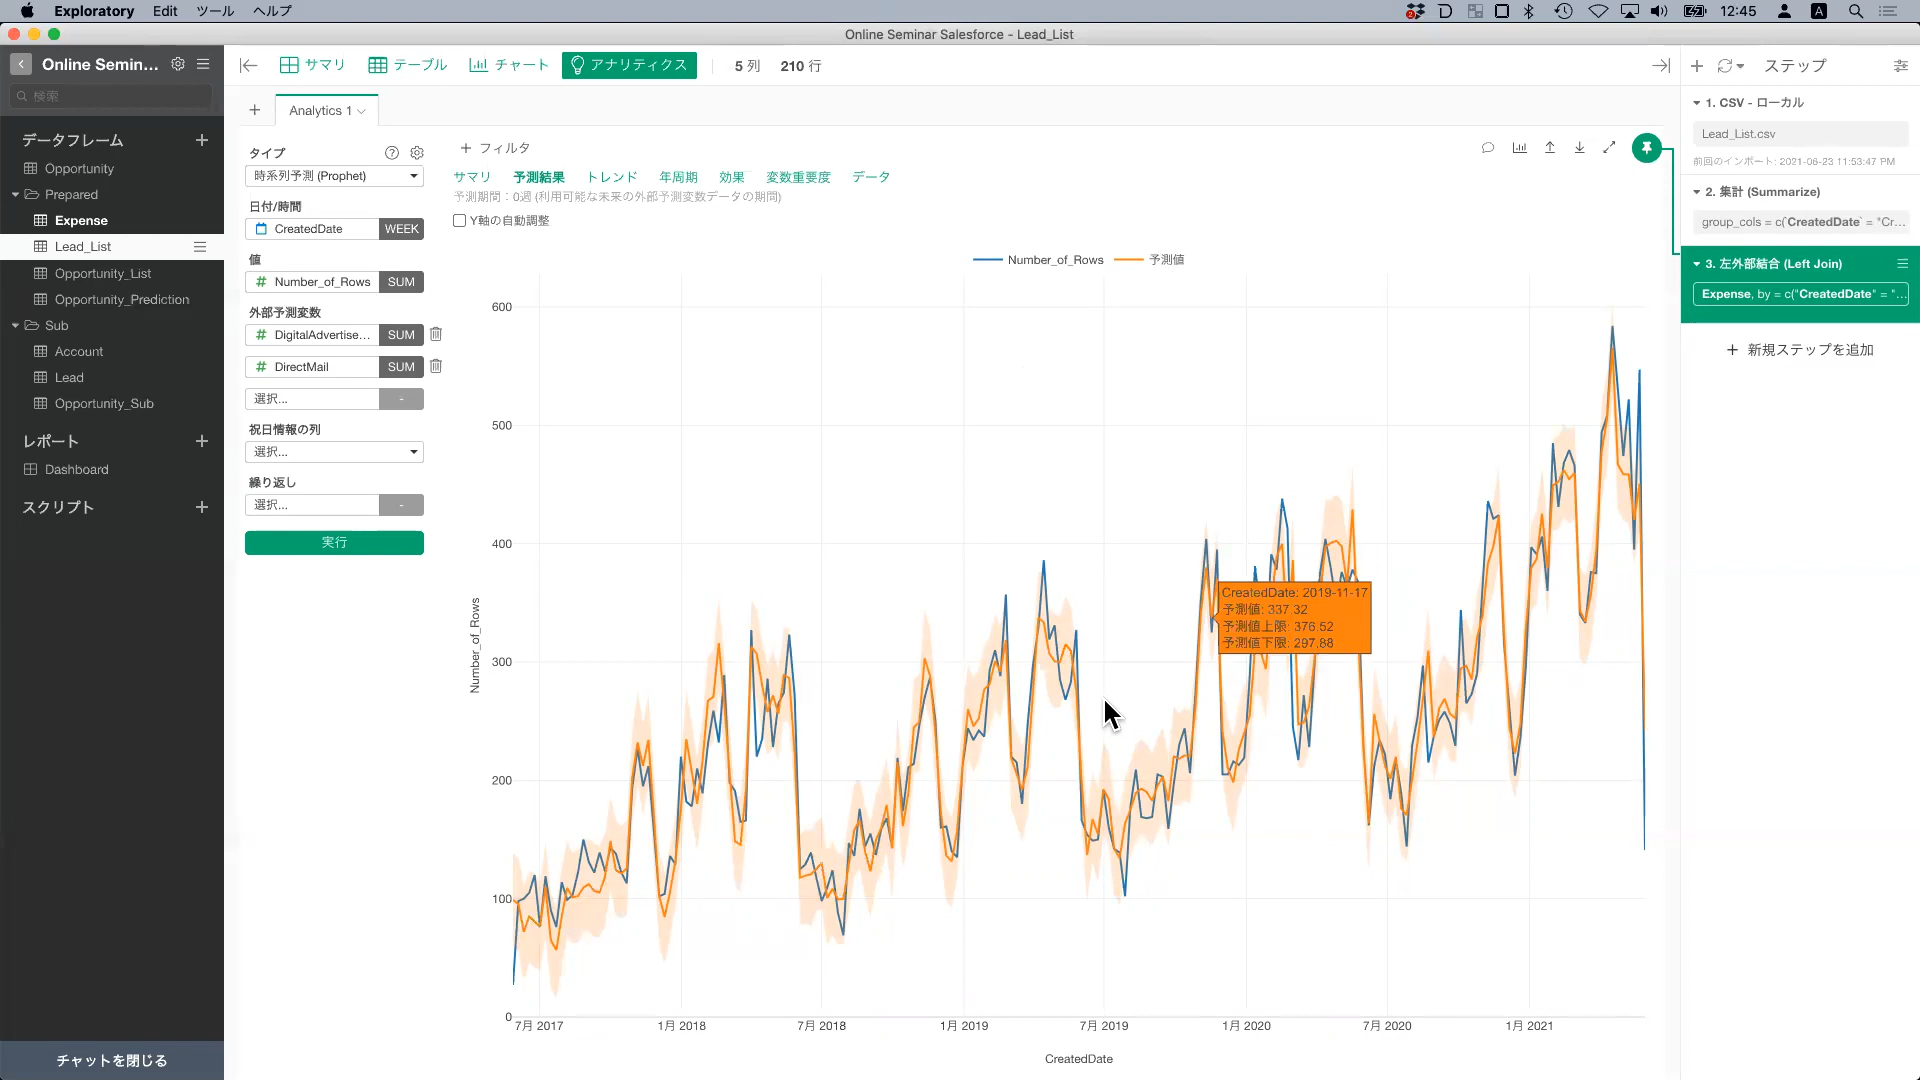 Exploratory Edit ツール ヘルプ 12:45
Online Seminar Salesforce - Lead_List
Online Semin...
検索
データフレーム
Opportunity
Prepared
Expense
Lead_List
Opportunity_List
Opportunity_Prediction
Sub
Account
Lead
Opportunity_Sub
レポート
Dashboard
スクリプト
チャットを閉じる
サマリ テーブル チャート アナリティクス 5 列 210 行
Analytics 1
タイプ
時系列予測 (Prophet)
日付/時間
CreatedDate WEEK
値
Number_of_Rows SUM
外部予測変数
DigitalAdvertise... SUM
DirectMail SUM
選択... -
祝日情報の列
選択...
繰り返し
選択... -
実行
+ フィルタ
サマリ 予測結果 トレンド 年周期 効果 変数重要度 データ
予測期間：0週 (利用可能な未来の外部予測変数データの期間)
Y軸の自動調整
Number_of_Rows 予測値
600
500
400
300
200
100
0
Number_of_Rows
CreatedDate: 2019-11-17
予測値: 337.32
予測値上限: 376.52
予測値下限: 297.88
7月 2017 1月 2018 7月 2018 1月 2019 7月 2019 1月 2020 7月 2020 1月 2021
CreatedDate
ステップ
1. CSV - ローカル
Lead_List.csv
前回のインポート: 2021-06-23 11:53:47 PM
2. 集計 (Summarize)
group_cols = c(`CreatedDate` = "Cr...
3. 左外部結合 (Left Join)
Expense, by = c("CreatedDate" = "...
+ 新規ステップを追加